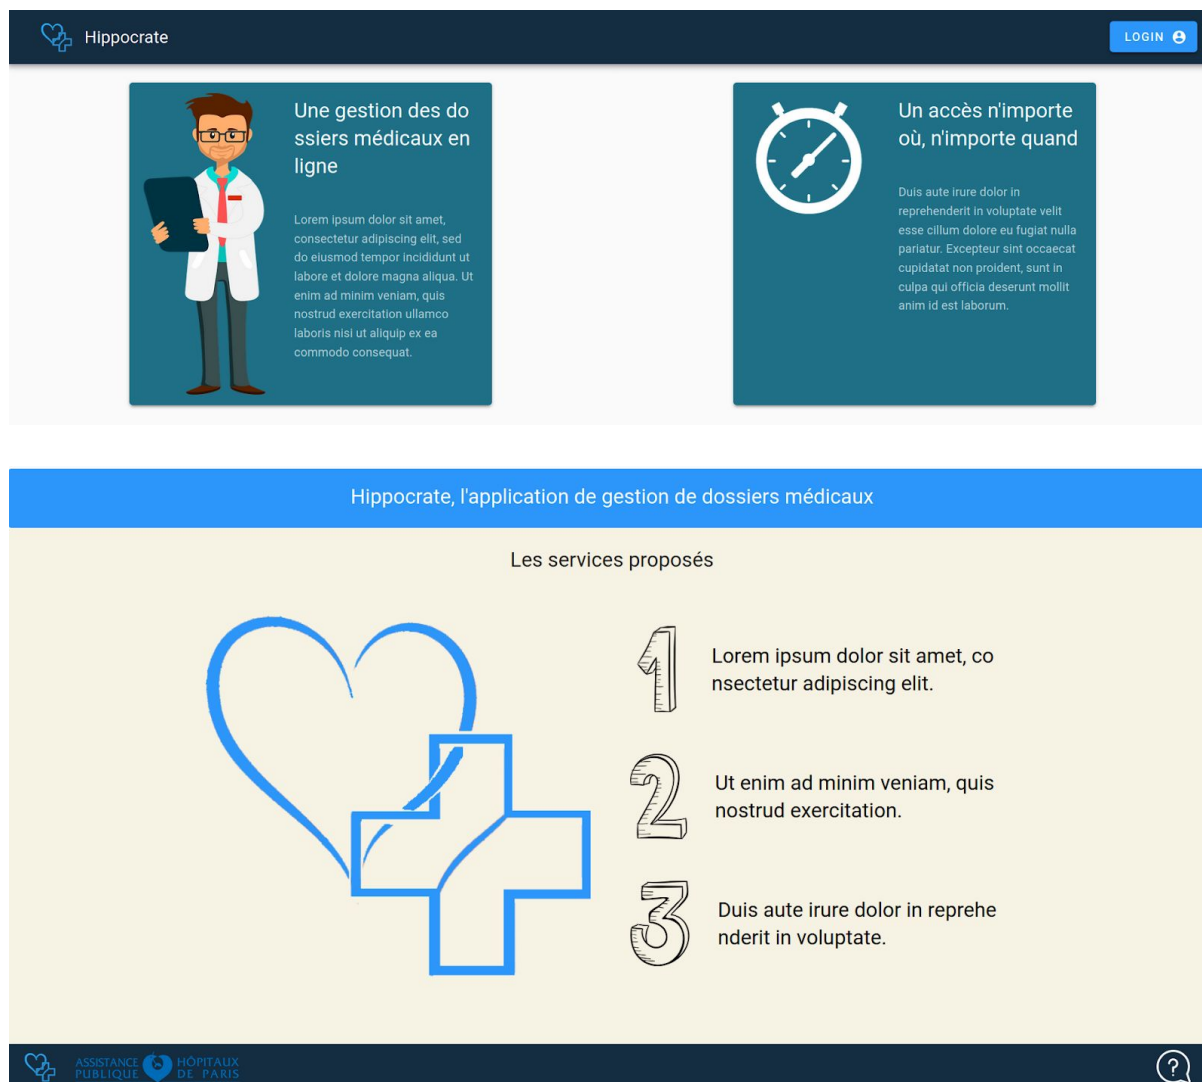 Hippocrate
LOGIN
Une gestion des do
ssiers médicaux en
ligne
Lorem ipsum dolor sit amet,
consectetur adipiscing elit, sed
do eiusmod tempor incididunt ut
labore et dolore magna aliqua. Ut
enim ad minim veniam, quis
nostrud exercitation ullamco
laboris nisi ut aliquip ex ea
commodo consequat.
Un accès n'importe
où, n'importe quand
Duis aute irure dolor in
reprehenderit in voluptate velit
esse cillum dolore eu fugiat nulla
pariatur. Excepteur sint occaecat
cupidatat non proident, sunt in
culpa qui officia deserunt mollit
anim id est laborum.
Hippocrate, l'application de gestion de dossiers médicaux
Les services proposés
1
Lorem ipsum dolor sit amet, co
nsectetur adipiscing elit.
2
Ut enim ad minim veniam, quis
nostrud exercitation.
3
Duis aute irure dolor in reprehe
nderit in voluptate.
ASSISTANCE HÔPITAUX
PUBLIQUE DE PARIS
?